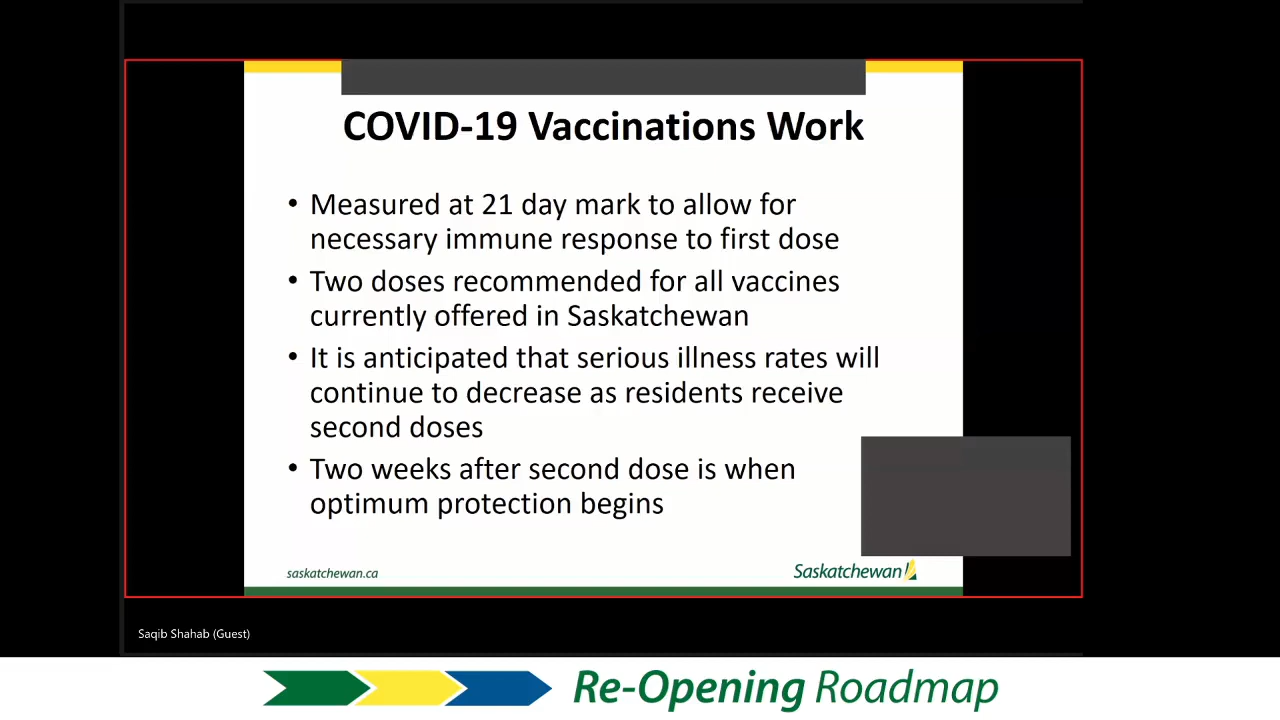 COVID-19 Vaccinations Work
• Measured at 21 day mark to allow for
necessary immune response to first dose
• Two doses recommended for all vaccines
currently offered in Saskatchewan
• It is anticipated that serious illness rates will
continue to decrease as residents receive
second doses
• Two weeks after second dose is when
optimum protection begins
saskatchewan.ca
Saskatchewan
Saqib Shahab (Guest)
Re-Opening Roadmap